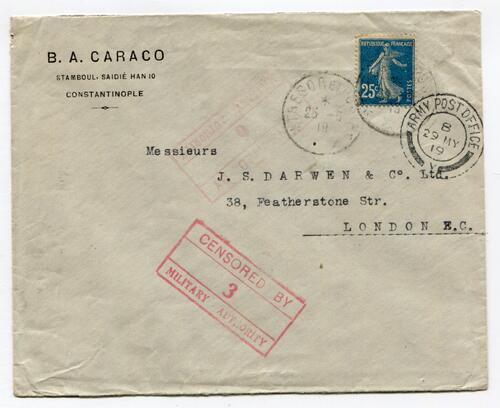 B. A. CARACO
STAMBOUL, SAIDIÉ HAN 10
CONSTANTINOPLE
REPUBLIQUE FRANÇAISE
25c
POSTES
ARMY POST OFFICE
B
29 MY
19
Y
Messieurs
J. S. DARWEN & Co. Ltd.
38, Featherstone Str.
LONDON E.C.
CENSORED BY
3
MILITARY AUTHORITY